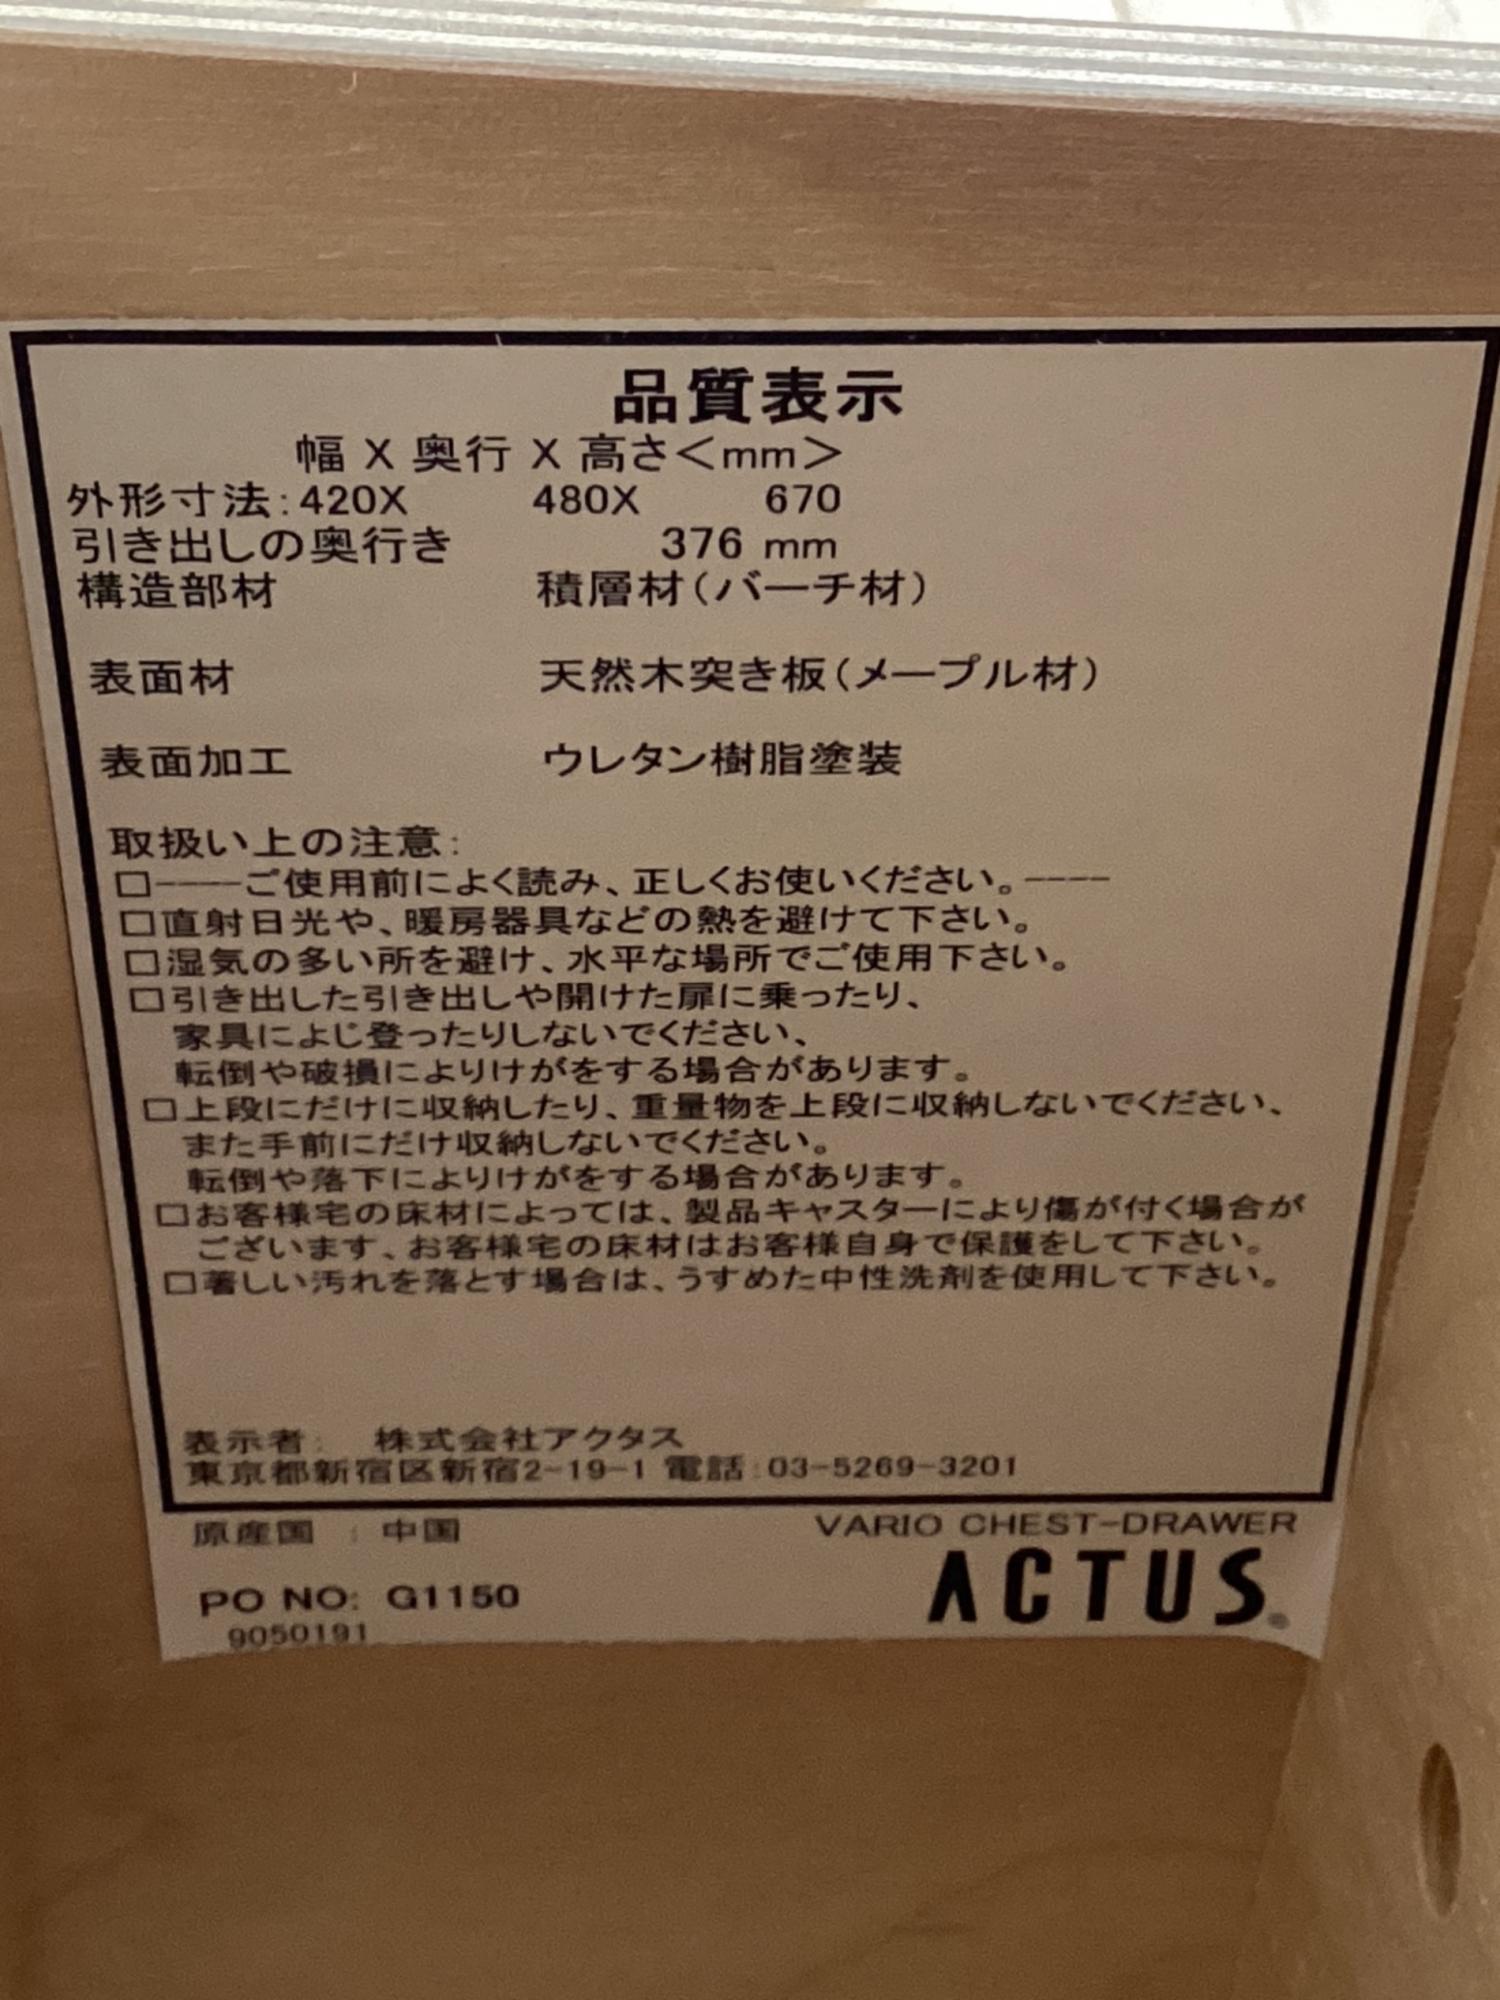 品質表示
幅 X 奥行 X 高さ<mm>
外形寸法:420X 480X 670
引き出しの奥行き 376 mm
構造部材 積層材(バーチ材)
表面材 天然木突き板(メープル材)
表面加工 ウレタン樹脂塗装
取扱い上の注意:
□----ご使用前によく読み、正しくお使いください。----
□直射日光や、暖房器具などの熱を避けて下さい。
□湿気の多い所を避け、水平な場所でご使用下さい。
□引き出した引き出しや開けた扉に乗ったり、
家具によじ登ったりしないでください、
転倒や破損によりけがをする場合があります。
□上段にだけに収納したり、重量物を上段に収納しないでください、
また手前にだけ収納しないでください。
転倒や落下によりけがをする場合があります。
□お客様宅の床材によっては、製品キャスターにより傷が付く場合が
ございます、お客様宅の床材はお客様自身で保護をして下さい。
□著しい汚れを落とす場合は、うすめた中性洗剤を使用して下さい。
表示者: 株式会社アクタス
東京都新宿区新宿2-19-1 電話:03-5269-3201
原産国 : 中国
VARIO CHEST-DRAWER
ACTUS®
PO NO: G1150
9050191